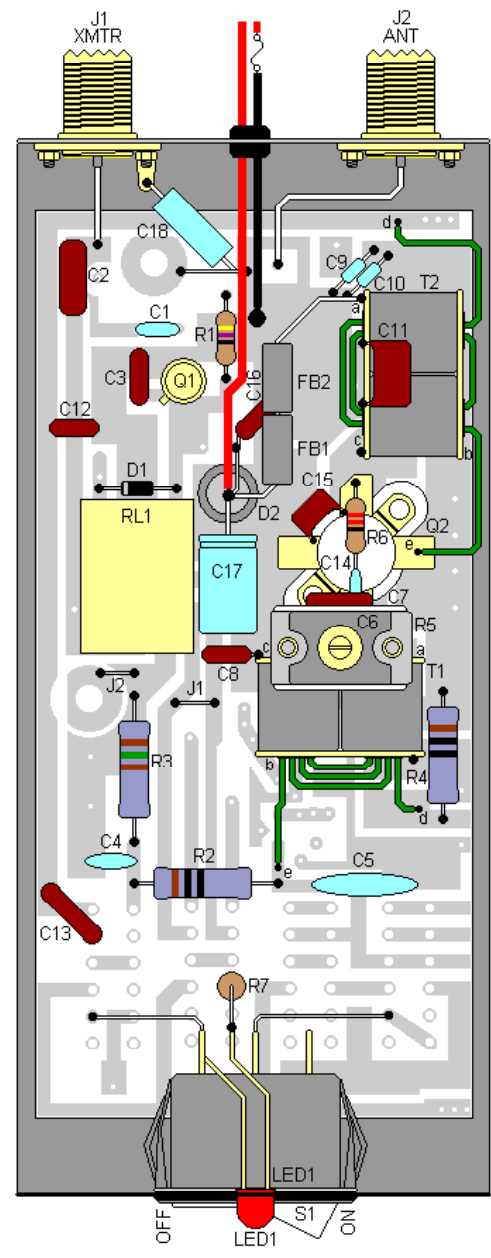 J1
XMTR
J2
ANT
d
C18
C9
C2
C10
T2
a
C1
R1
C11
C3
Q1
C16
FB2
C12
c
b
FB1
D1
C15
D2
Q2
RL1
R6
e
C17
C14
C7
C6
R5
C8
c
a
J2
J1
T1
R3
b
R4
d
C4
R2
C5
e
C13
R7
LED1
OFF
S1
ON
LED1